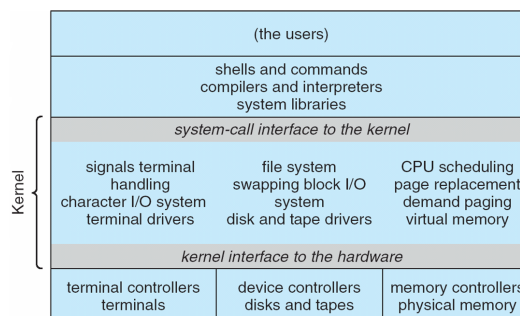 (the users)
shells and commands
compilers and interpreters
system libraries
system-call interface to the kernel
Kernel
signals terminal
handling
character I/O system
terminal drivers
file system
swapping block I/O
system
disk and tape drivers
CPU scheduling
page replacement
demand paging
virtual memory
kernel interface to the hardware
terminal controllers
terminals
device controllers
disks and tapes
memory controllers
physical memory